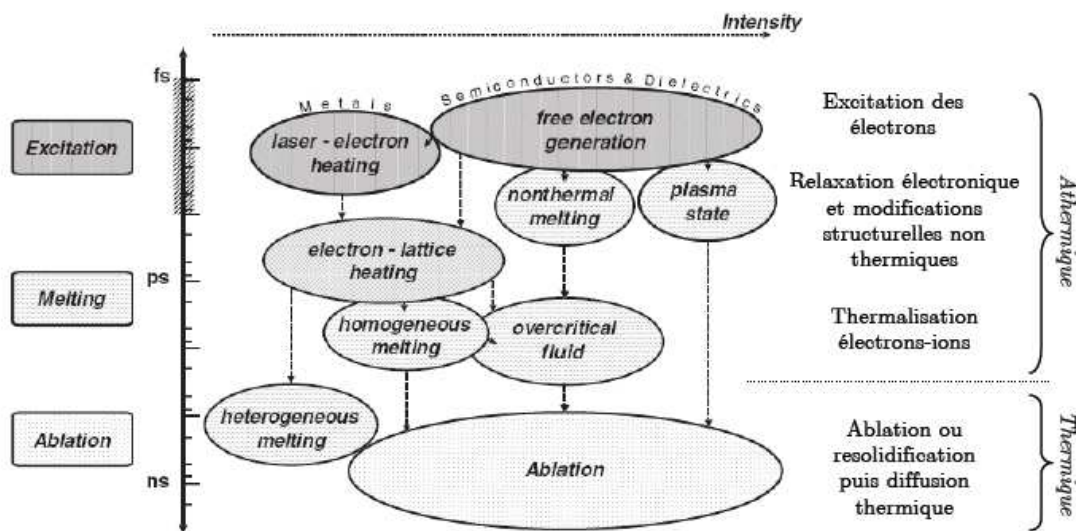 Intensity
fs
Metals
Semiconductors & Dielectrics
Excitation
laser - electron
heating
free electron
generation
Excitation des
électrons
nonthermal
melting
plasma
state
Relaxation électronique
et modifications
structurelles non
thermiques
Athermique
electron - lattice
heating
ps
Melting
homogeneous
melting
overcritical
fluid
Thermalisation
électrons-ions
heterogeneous
melting
Ablation
Ablation
ns
Ablation ou
resolidification
puis diffusion
thermique
Thermique